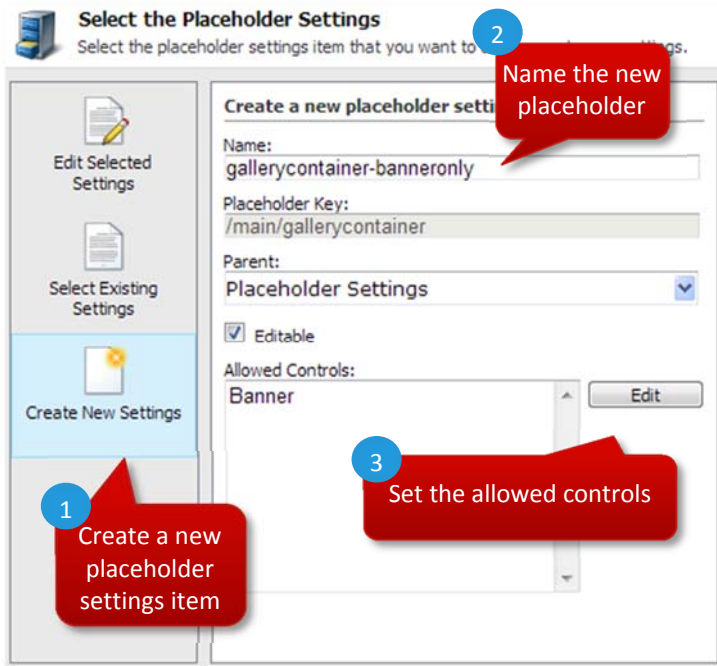 Select the Placeholder Settings
Select the placeholder settings item that you want to
gs.
2
Name the new
placeholder
Create a new placeholder setti
Name:
gallerycontainer-banneronly
Placeholder Key:
/main/gallerycontainer
Parent:
Placeholder Settings
Editable
Allowed Controls:
Banner
Edit
Edit Selected
Settings
Select Existing
Settings
Create New Settings
3
Set the allowed controls
1
Create a new
placeholder
settings item